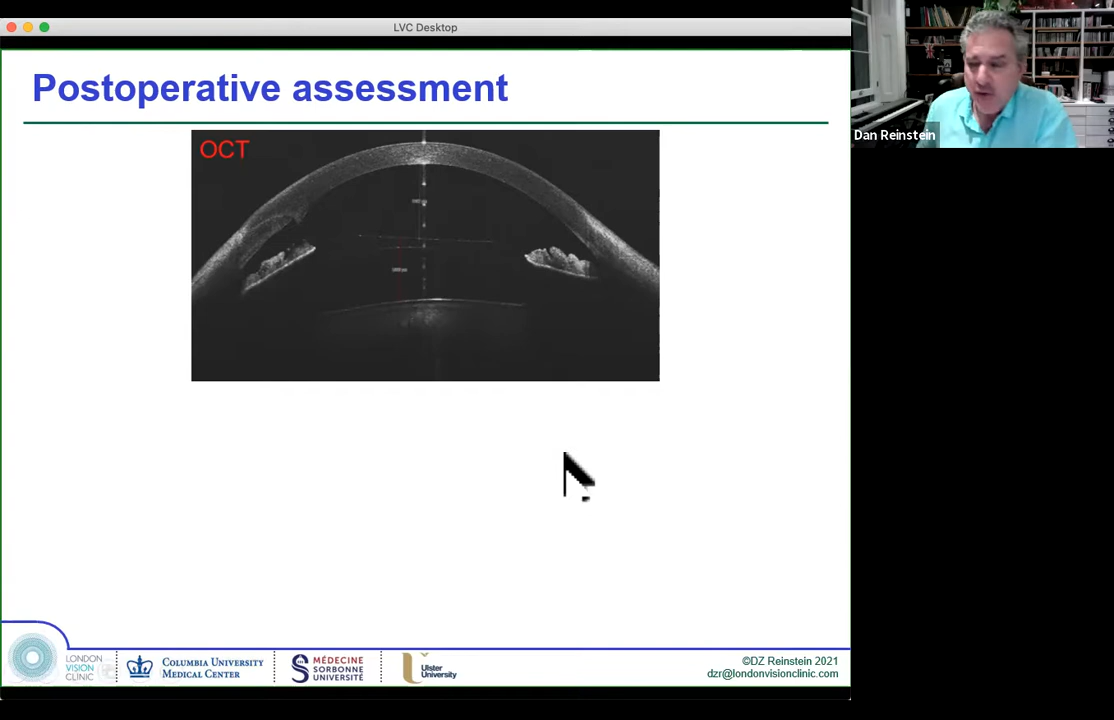 LVC Desktop
Postoperative assessment
OCT
Dan Reinstein
LONDON
VISION
CLINIC
COLUMBIA UNIVERSITY
MEDICAL CENTER
MÉDECINE
SORBONNE
UNIVERSITÉ
Ulster
University
©DZ Reinstein 2021
dzr@londonvisionclinic.com